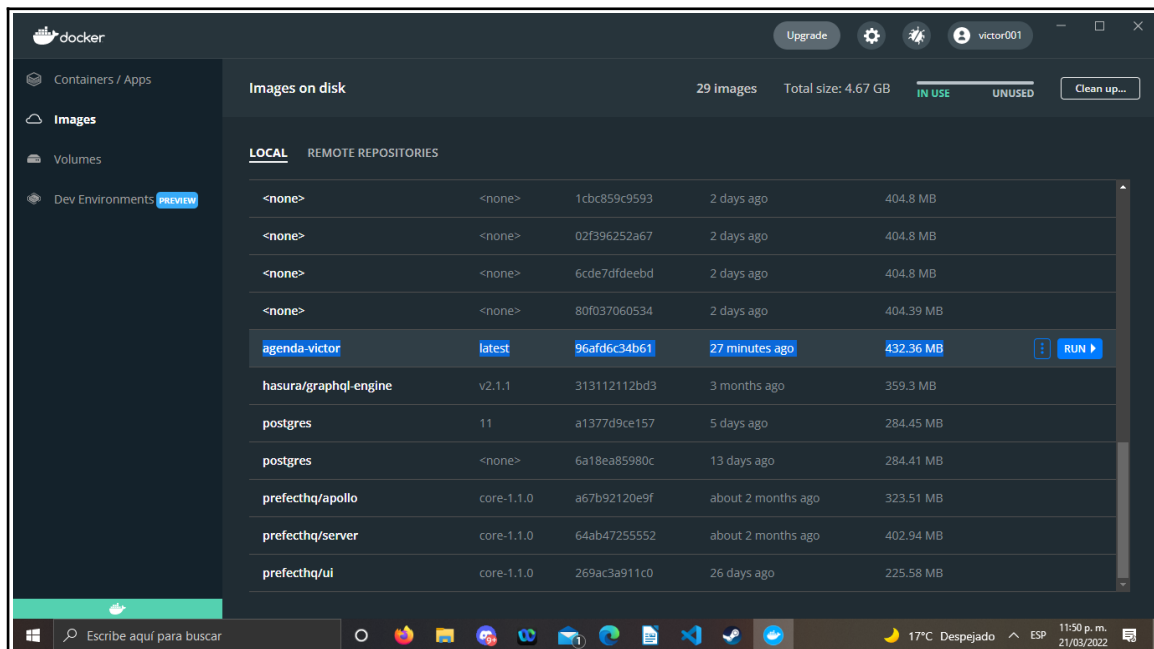 docker
Upgrade
victor001
Containers / Apps
Images
Volumes
Dev Environments PREVIEW
Images on disk
29 images Total size: 4.67 GB IN USE UNUSED Clean up...
LOCAL REMOTE REPOSITORIES
<none> <none> 1cbc859c9593 2 days ago 404.8 MB
<none> <none> 02f396252a67 2 days ago 404.8 MB
<none> <none> 6cde7dfdeebd 2 days ago 404.8 MB
<none> <none> 80f037060534 2 days ago 404.39 MB
agenda-victor latest 96afd6c34b61 27 minutes ago 432.36 MB RUN
hasura/graphql-engine v2.1.1 313112112bd3 3 months ago 359.3 MB
postgres 11 a1377d9ce157 5 days ago 284.45 MB
postgres <none> 6a18ea85980c 13 days ago 284.41 MB
prefecthq/apollo core-1.1.0 a67b92120e9f about 2 months ago 323.51 MB
prefecthq/server core-1.1.0 64ab47255552 about 2 months ago 402.94 MB
prefecthq/ui core-1.1.0 269ac3a911c0 26 days ago 225.58 MB
Escribe aquí para buscar
1
17°C Despejado ESP 11:50 p. m.
21/03/2022